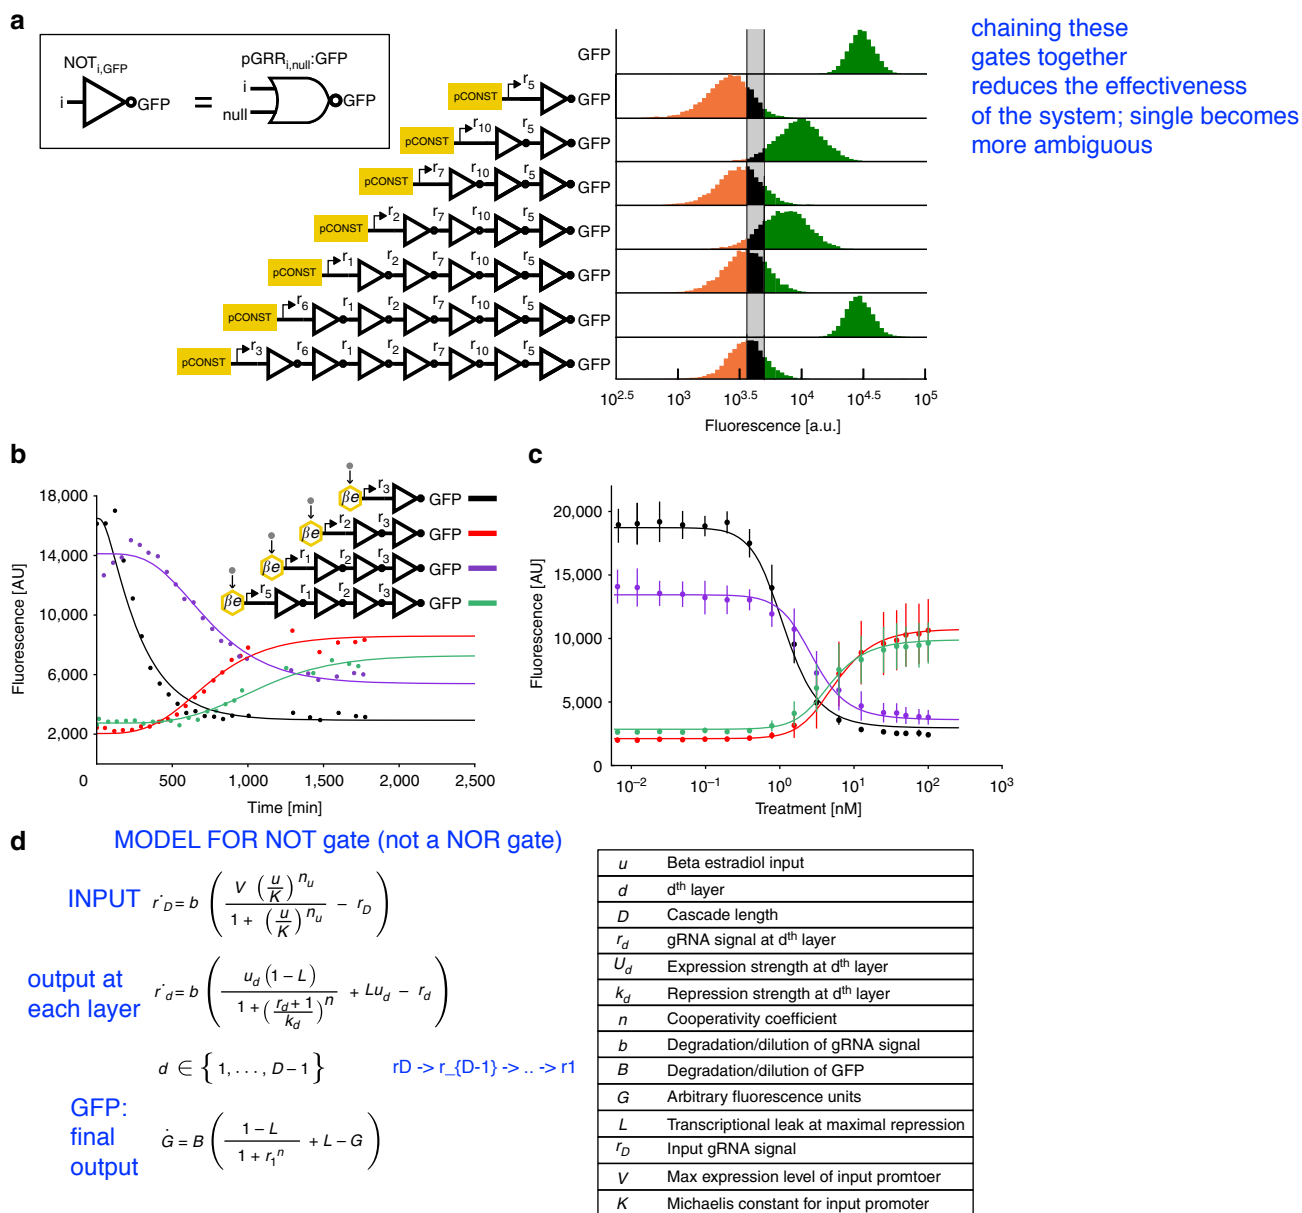 a
NOT i,GFP
i
GFP
=
pGRR i,null:GFP
i
null
GFP
GFP
pCONST r5 GFP
pCONST r10 r5 GFP
pCONST r7 r10 r5 GFP
pCONST r2 r7 r10 r5 GFP
pCONST r1 r2 r7 r10 r5 GFP
pCONST r6 r1 r2 r7 r10 r5 GFP
pCONST r3 r6 r1 r2 r7 r10 r5 GFP
10^2.5 10^3 10^3.5 10^4 10^4.5 10^5
Fluorescence [a.u.]
chaining these
gates together
reduces the effectiveness
of the system; single becomes
more ambiguous
b
18,000
14,000
10,000
6,000
2,000
Fluorescence [AU]
βe r3 GFP
βe r2 r3 GFP
βe r1 r2 r3 GFP
βe r5 r1 r2 r3 GFP
0 500 1,000 1,500 2,000 2,500
Time [min]
c
20,000
15,000
10,000
5,000
0
Fluorescence [AU]
10^−2 10^−1 10^0 10^1 10^2 10^3
Treatment [nM]
d
MODEL FOR NOT gate (not a NOR gate)
INPUT
ṙ_D = b ( V (u/K)^n_u / (1 + (u/K)^n_u) − r_D )
output at
each layer
ṙ_d = b ( u_d (1 − L) / (1 + ((r_d + 1)/k_d)^n) + Lu_d − r_d )
d ∈ { 1, . . . , D − 1 }
rD -> r_{D-1} -> .. -> r1
GFP:
final
output
Ġ = B ( (1 − L) / (1 + r_1^n) + L − G )
u Beta estradiol input
d d^th layer
D Cascade length
r_d gRNA signal at d^th layer
U_d Expression strength at d^th layer
k_d Repression strength at d^th layer
n Cooperativity coefficient
b Degradation/dilution of gRNA signal
B Degradation/dilution of GFP
G Arbitrary fluorescence units
L Transcriptional leak at maximal repression
r_D Input gRNA signal
V Max expression level of input promtoer
K Michaelis constant for input promoter